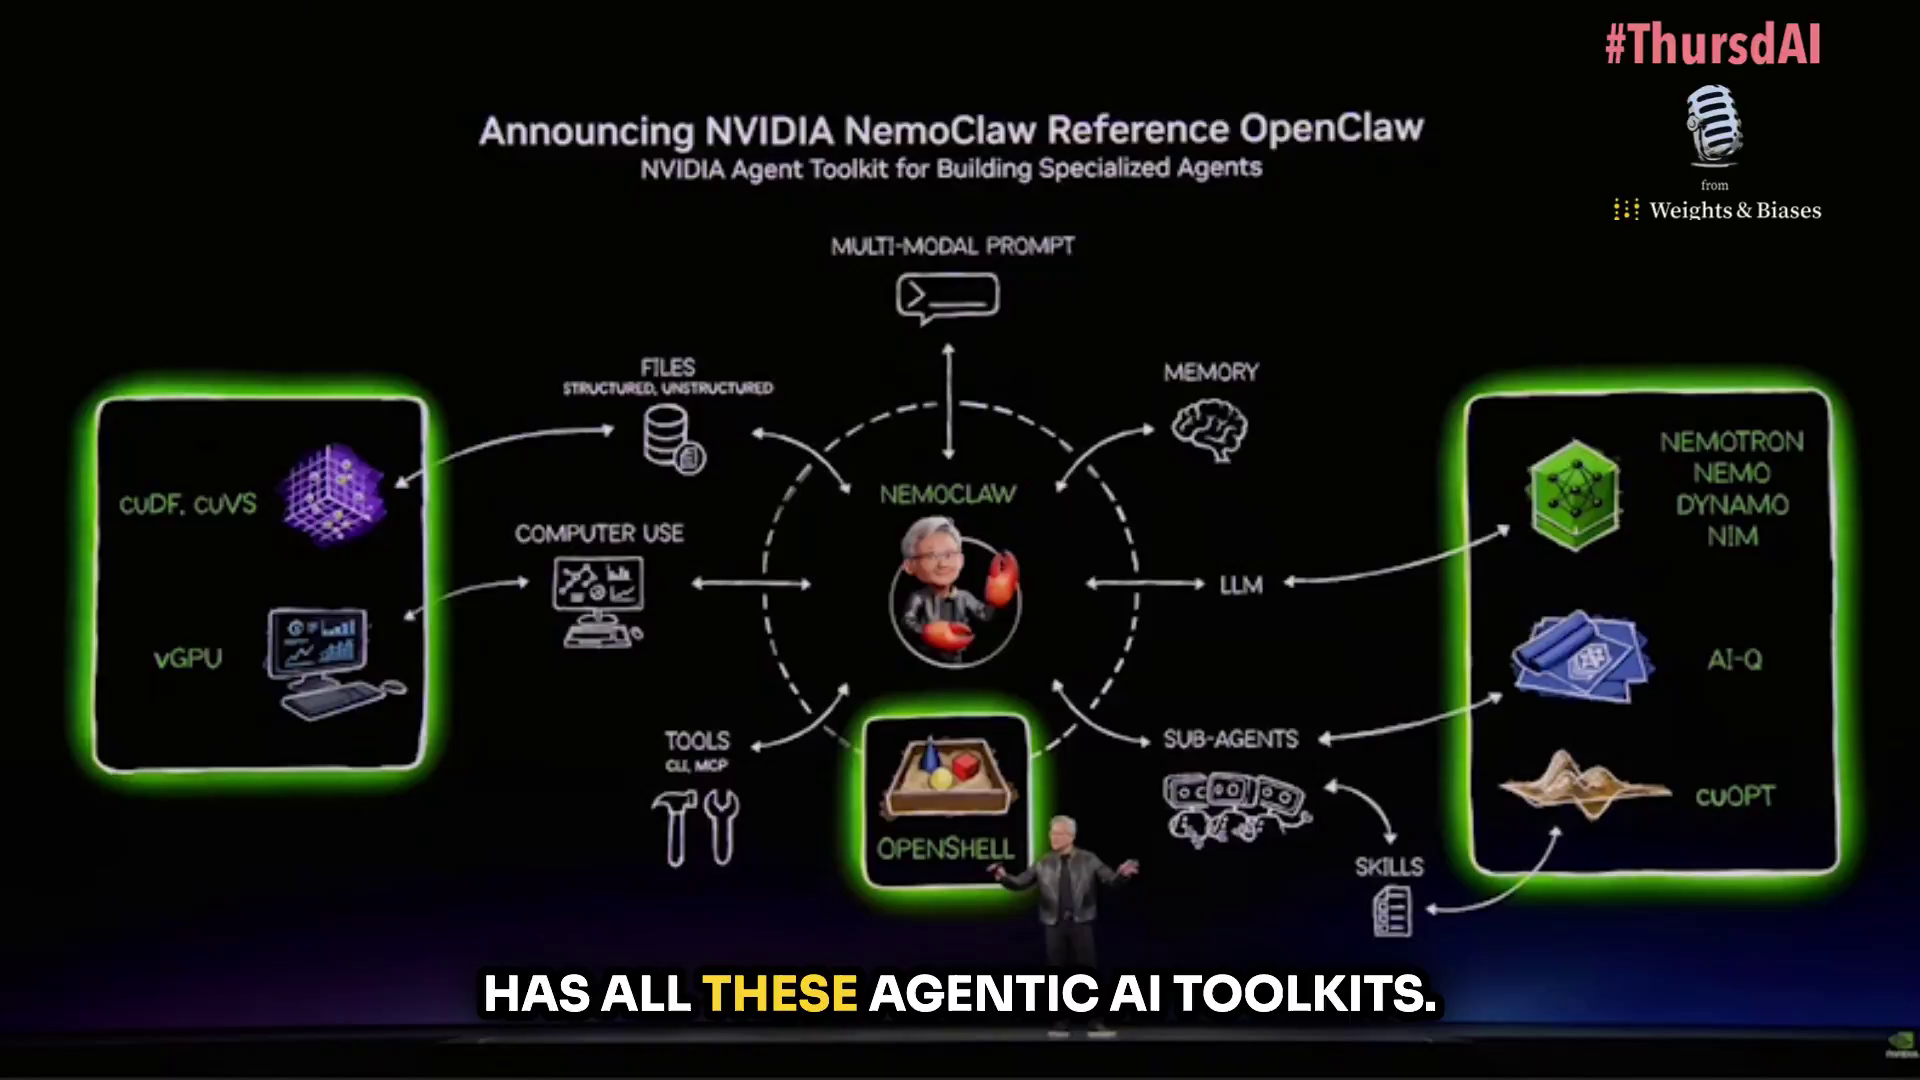 #ThursdAI
from
Weights & Biases
Announcing NVIDIA NemoClaw Reference OpenClaw
NVIDIA Agent Toolkit for Building Specialized Agents
MULTI-MODAL PROMPT
FILES
STRUCTURED, UNSTRUCTURED
MEMORY
cuDF, cuVS
COMPUTER USE
NEMOCLAW
LLM
NEMOTRON
NEMO
DYNAMO
NIM
vGPU
AI-Q
TOOLS
CLI, MCP
OPENSHELL
SUB-AGENTS
cuOPT
SKILLS
HAS ALL THESE AGENTIC AI TOOLKITS.
NVIDIA